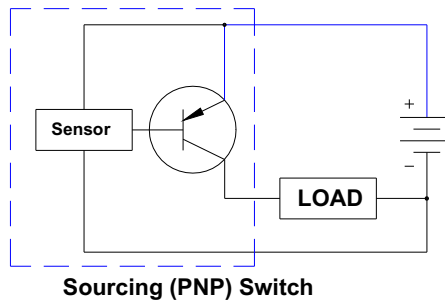 +
Sensor
–
LOAD
Sourcing (PNP) Switch